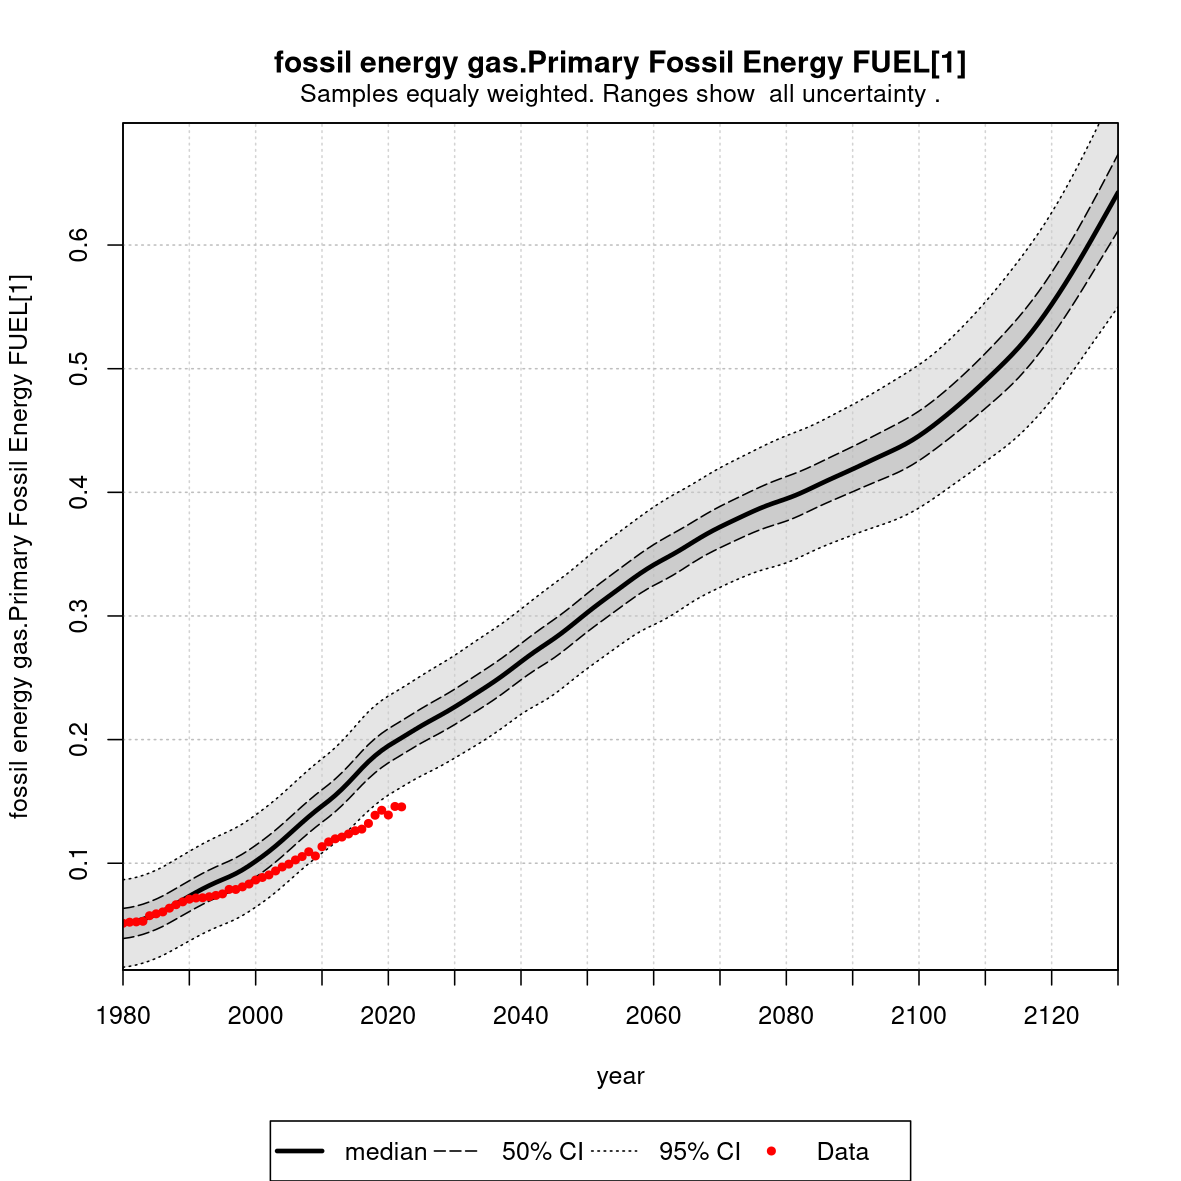 fossil energy gas.Primary Fossil Energy FUEL[1]
Samples equaly weighted. Ranges show  all uncertainty .
fossil energy gas.Primary Fossil Energy FUEL[1]
0.6
0.5
0.4
0.3
0.2
0.1
1980 2000 2020 2040 2060 2080 2100 2120
year
median 50% CI 95% CI Data